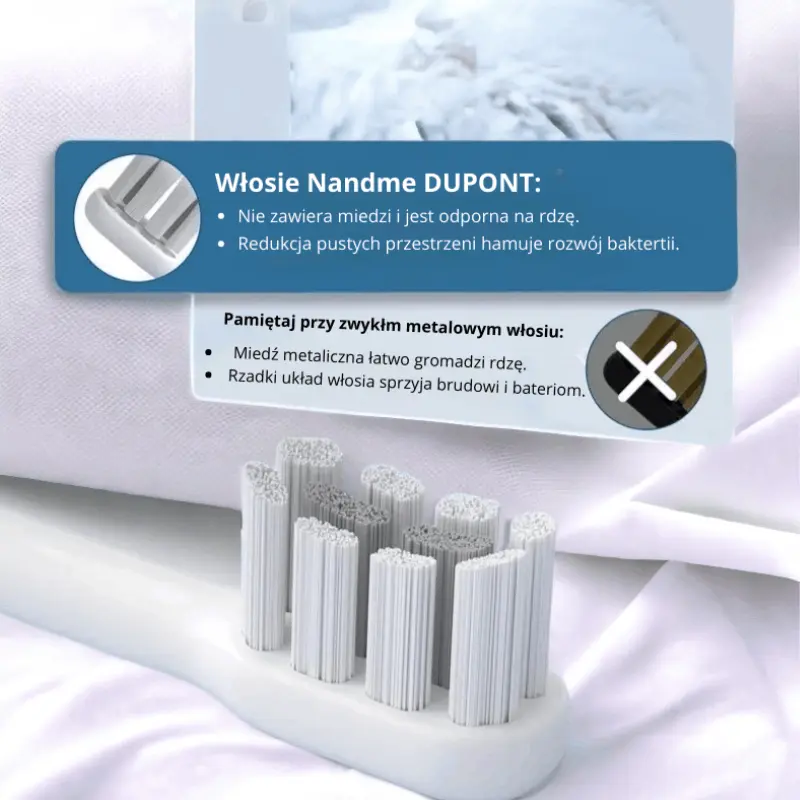 Włosie Nandme DUPONT:
• Nie zawiera miedzi i jest odporna na rdzę.
• Redukcja pustych przestrzeni hamuje rozwój baktertii.
Pamiętaj przy zwykłm metalowym włosiu:
• Miedź metaliczna łatwo gromadzi rdzę.
• Rzadki układ włosia sprzyja brudowi i bateriom.